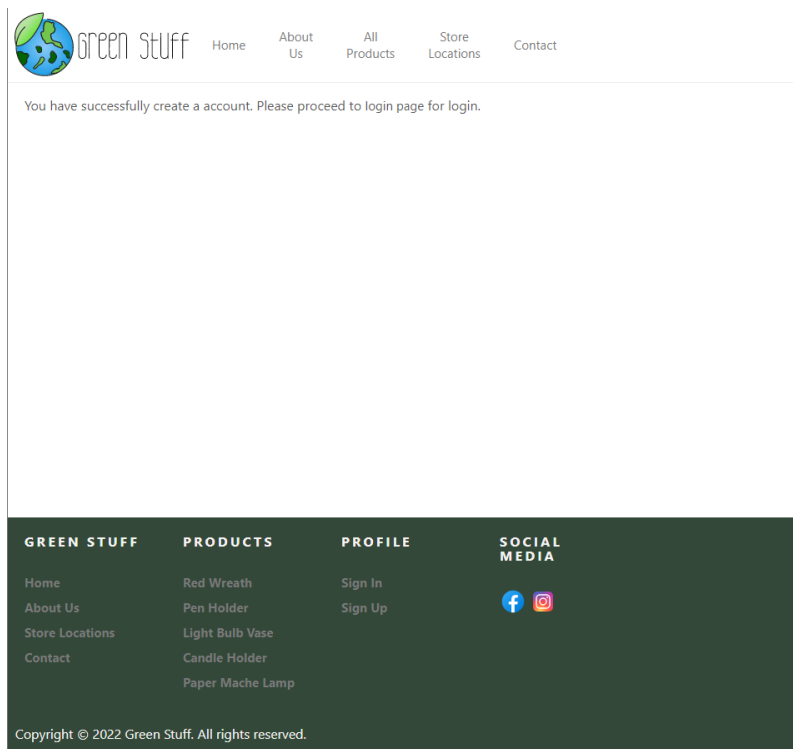 Green Stuff
Home
About
Us
All
Products
Store
Locations
Contact
You have successfully create a account. Please proceed to login page for login.
GREEN STUFF
Home
About Us
Store Locations
Contact
PRODUCTS
Red Wreath
Pen Holder
Light Bulb Vase
Candle Holder
Paper Mache Lamp
PROFILE
Sign In
Sign Up
SOCIAL
MEDIA
Copyright © 2022 Green Stuff. All rights reserved.